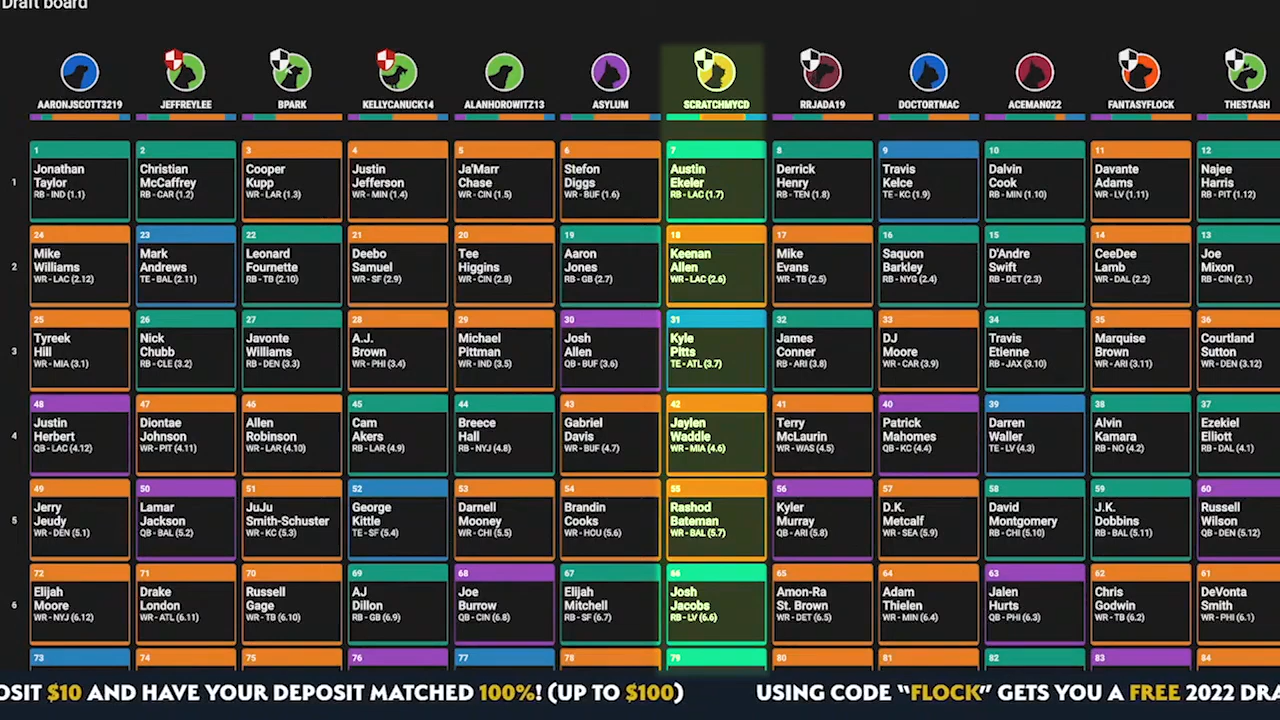 Draft board
AARONJSCOTT3219 JEFFREYLEE BPARK KELLYCANUCK14 ALANHOROWITZ13 ASYLUM SCRATCHMYCD RRJADA19 DOCTORTMAC ACEMAN022 FANTASYFLOCK THESTASH
1 2 3 4 5 6 7 8 9 10 11 12
Jonathan Christian Cooper Justin Ja'Marr Stefon Austin Derrick Travis Dalvin Davante Najee
1 Taylor McCaffrey Kupp Jefferson Chase Diggs Ekeler Henry Kelce Cook Adams Harris
RB - IND (1.1) RB - CAR (1.2) WR - LAR (1.3) WR - MIN (1.4) WR - CIN (1.5) WR - BUF (1.6) RB - LAC (1.7) RB - TEN (1.8) TE - KC (1.9) RB - MIN (1.10) WR - LV (1.11) RB - PIT (1.12)
24 23 22 21 20 19 18 17 16 15 14 13
Mike Mark Leonard Deebo Tee Aaron Keenan Mike Saquon D'Andre CeeDee Joe
2 Williams Andrews Fournette Samuel Higgins Jones Allen Evans Barkley Swift Lamb Mixon
WR - LAC (2.12) TE - BAL (2.11) RB - TB (2.10) WR - SF (2.9) WR - CIN (2.8) RB - GB (2.7) WR - LAC (2.6) WR - TB (2.5) RB - NYG (2.4) RB - DET (2.3) WR - DAL (2.2) RB - CIN (2.1)
25 26 27 28 29 30 31 32 33 34 35 36
Tyreek Nick Javonte A.J. Michael Josh Kyle James DJ Travis Marquise Courtland
3 Hill Chubb Williams Brown Pittman Allen Pitts Conner Moore Etienne Brown Sutton
WR - MIA (3.1) RB - CLE (3.2) RB - DEN (3.3) WR - PHI (3.4) WR - IND (3.5) QB - BUF (3.6) TE - ATL (3.7) RB - ARI (3.8) WR - CAR (3.9) RB - JAX (3.10) WR - ARI (3.11) WR - DEN (3.12)
48 47 46 45 44 43 42 41 40 39 38 37
Justin Diontae Allen Cam Breece Gabriel Jaylen Terry Patrick Darren Alvin Ezekiel
4 Herbert Johnson Robinson Akers Hall Davis Waddle McLaurin Mahomes Waller Kamara Elliott
QB - LAC (4.12) WR - PIT (4.11) WR - LAR (4.10) RB - LAR (4.9) RB - NYJ (4.8) WR - BUF (4.7) WR - MIA (4.6) WR - WAS (4.5) QB - KC (4.4) TE - LV (4.3) RB - NO (4.2) RB - DAL (4.1)
49 50 51 52 53 54 55 56 57 58 59 60
Jerry Lamar JuJu George Darnell Brandin Rashod Kyler D.K. David J.K. Russell
5 Jeudy Jackson Smith-Schuster Kittle Mooney Cooks Bateman Murray Metcalf Montgomery Dobbins Wilson
WR - DEN (5.1) QB - BAL (5.2) WR - KC (5.3) TE - SF (5.4) WR - CHI (5.5) WR - HOU (5.6) WR - BAL (5.7) QB - ARI (5.8) WR - SEA (5.9) RB - CHI (5.10) RB - BAL (5.11) QB - DEN (5.12)
72 71 70 69 68 67 66 65 64 63 62 61
Elijah Drake Russell AJ Joe Elijah Josh Amon-Ra Adam Jalen Chris DeVonta
6 Moore London Gage Dillon Burrow Mitchell Jacobs St. Brown Thielen Hurts Godwin Smith
WR - NYJ (6.12) WR - ATL (6.11) WR - TB (6.10) RB - GB (6.9) QB - CIN (6.8) RB - SF (6.7) RB - LV (6.6) WR - DET (6.5) WR - MIN (6.4) QB - PHI (6.3) WR - TB (6.2) WR - PHI (6.1)
73 74 75 76 77 78 79 80 81 82 83 84
OSIT $10 AND HAVE YOUR DEPOSIT MATCHED 100%! (UP TO $100) USING CODE “FLOCK” GETS YOU A FREE 2022 DRA